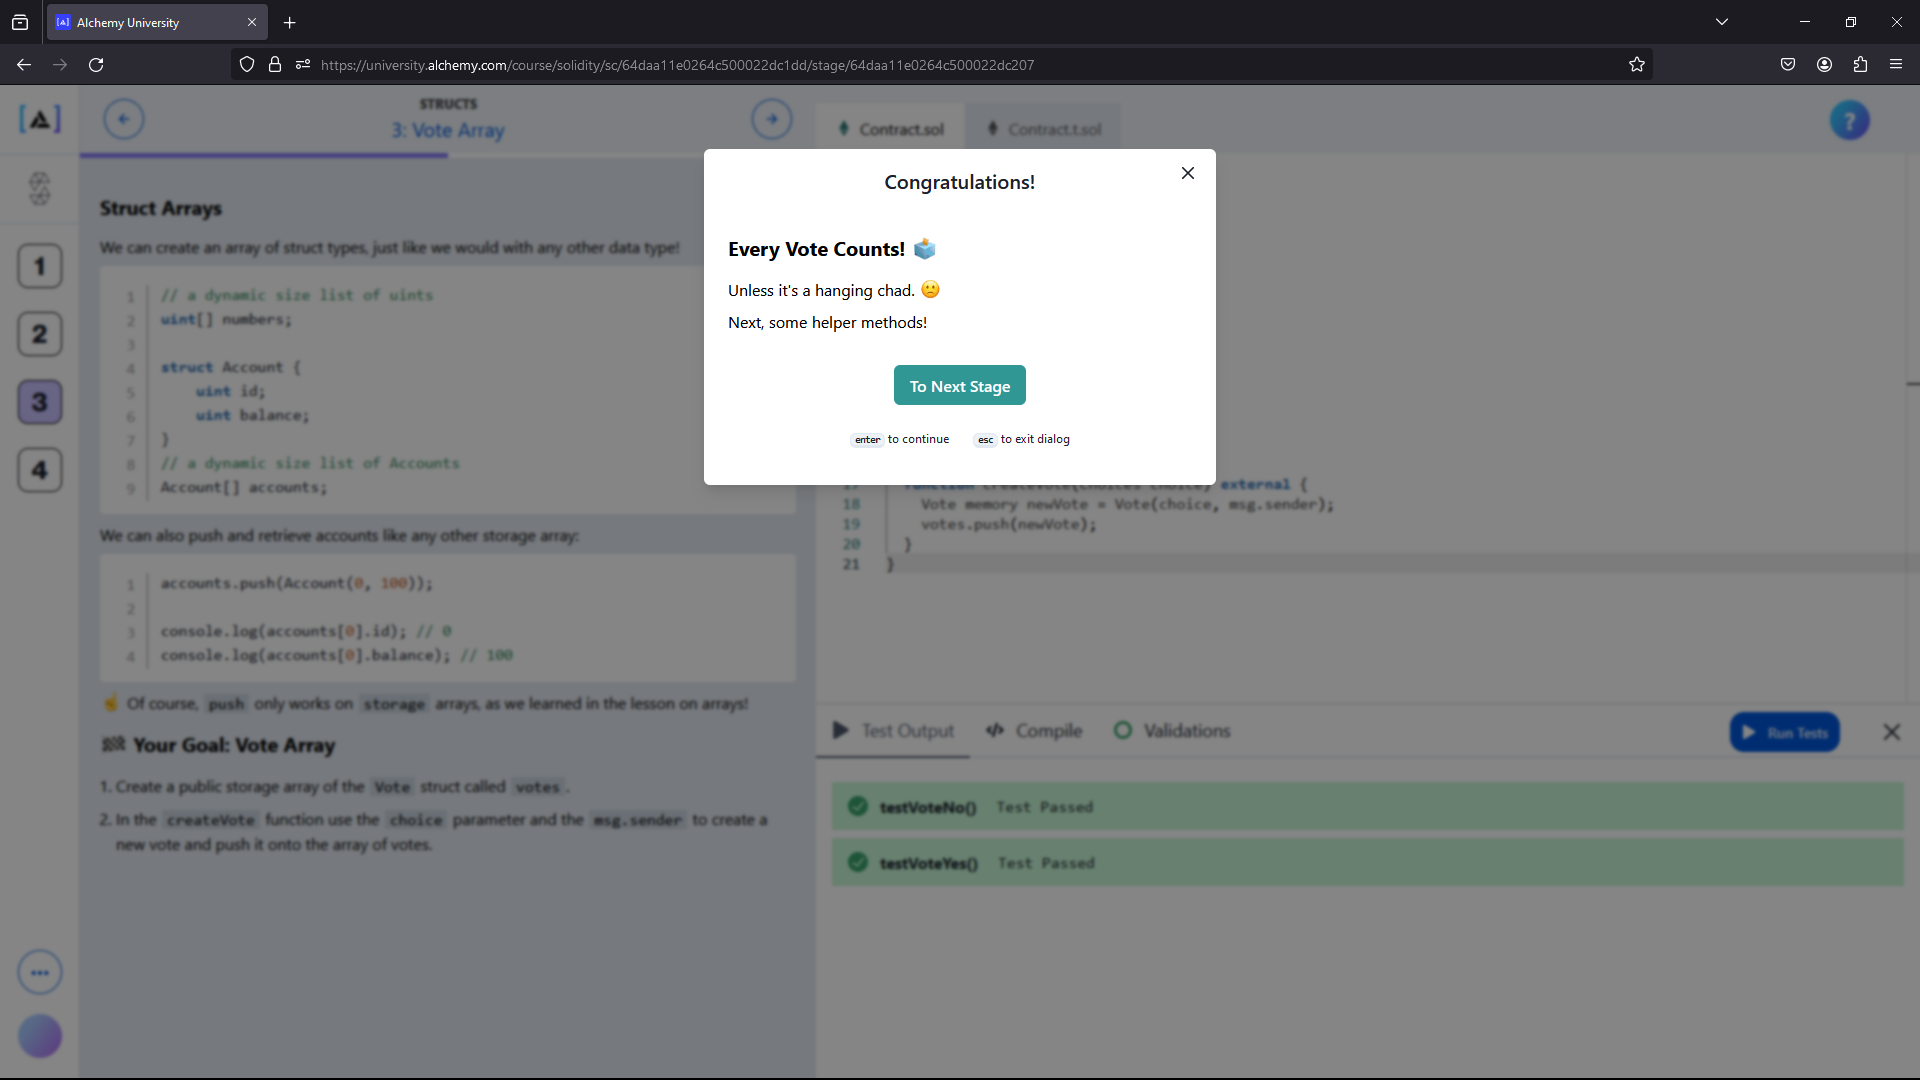 Alchemy University
https://university.alchemy.com/course/solidity/sc/64daa11e0264c500022dc1dd/stage/64daa11e0264c500022dc207
STRUCTS
3: Vote Array
1
2
3
4
Struct Arrays
We can create an array of struct types, just like we would with any other data type!
1 // a dynamic size list of uints
2 uint[] numbers;
3
4 struct Account {
5 uint id;
6 uint balance;
7 }
8 // a dynamic size list of Accounts
9 Account[] accounts;
We can also push and retrieve accounts like any other storage array:
1 accounts.push(Account(0, 100));
2
3 console.log(accounts[0].id); // 0
4 console.log(accounts[0].balance); // 100
☝️ Of course, push only works on storage arrays, as we learned in the lesson on arrays!
🏁 Your Goal: Vote Array
1. Create a public storage array of the Vote struct called votes.
2. In the createVote function use the choice parameter and the msg.sender to create a
new vote and push it onto the array of votes.
Contract.sol
Contract.t.sol
?
Congratulations!
Every Vote Counts! 🗳️
Unless it's a hanging chad. 🙁
Next, some helper methods!
To Next Stage
enter to continue esc to exit dialog
17 function createVote(Choices choice) external {
18 Vote memory newVote = Vote(choice, msg.sender);
19 votes.push(newVote);
20 }
21 }
Test Output
Compile
Validations
Run Tests
testVoteNo() Test Passed
testVoteYes() Test Passed